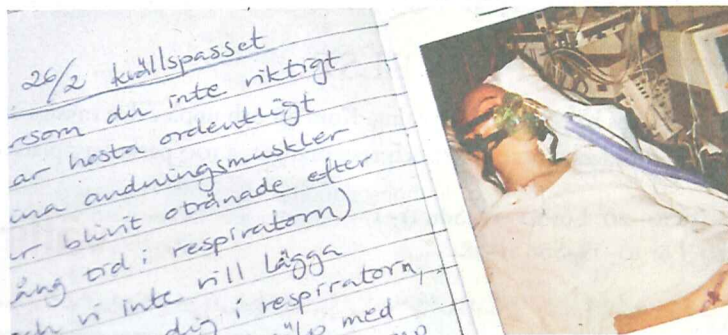 26/2 kvällspasset
rsom du inte riktigt
ar hosta ordentligt
ina andningsmuskler
r blivit otränade efter
ång tid i respiratorn)
ch vi inte vill lägga
dig i respiratorn,
med